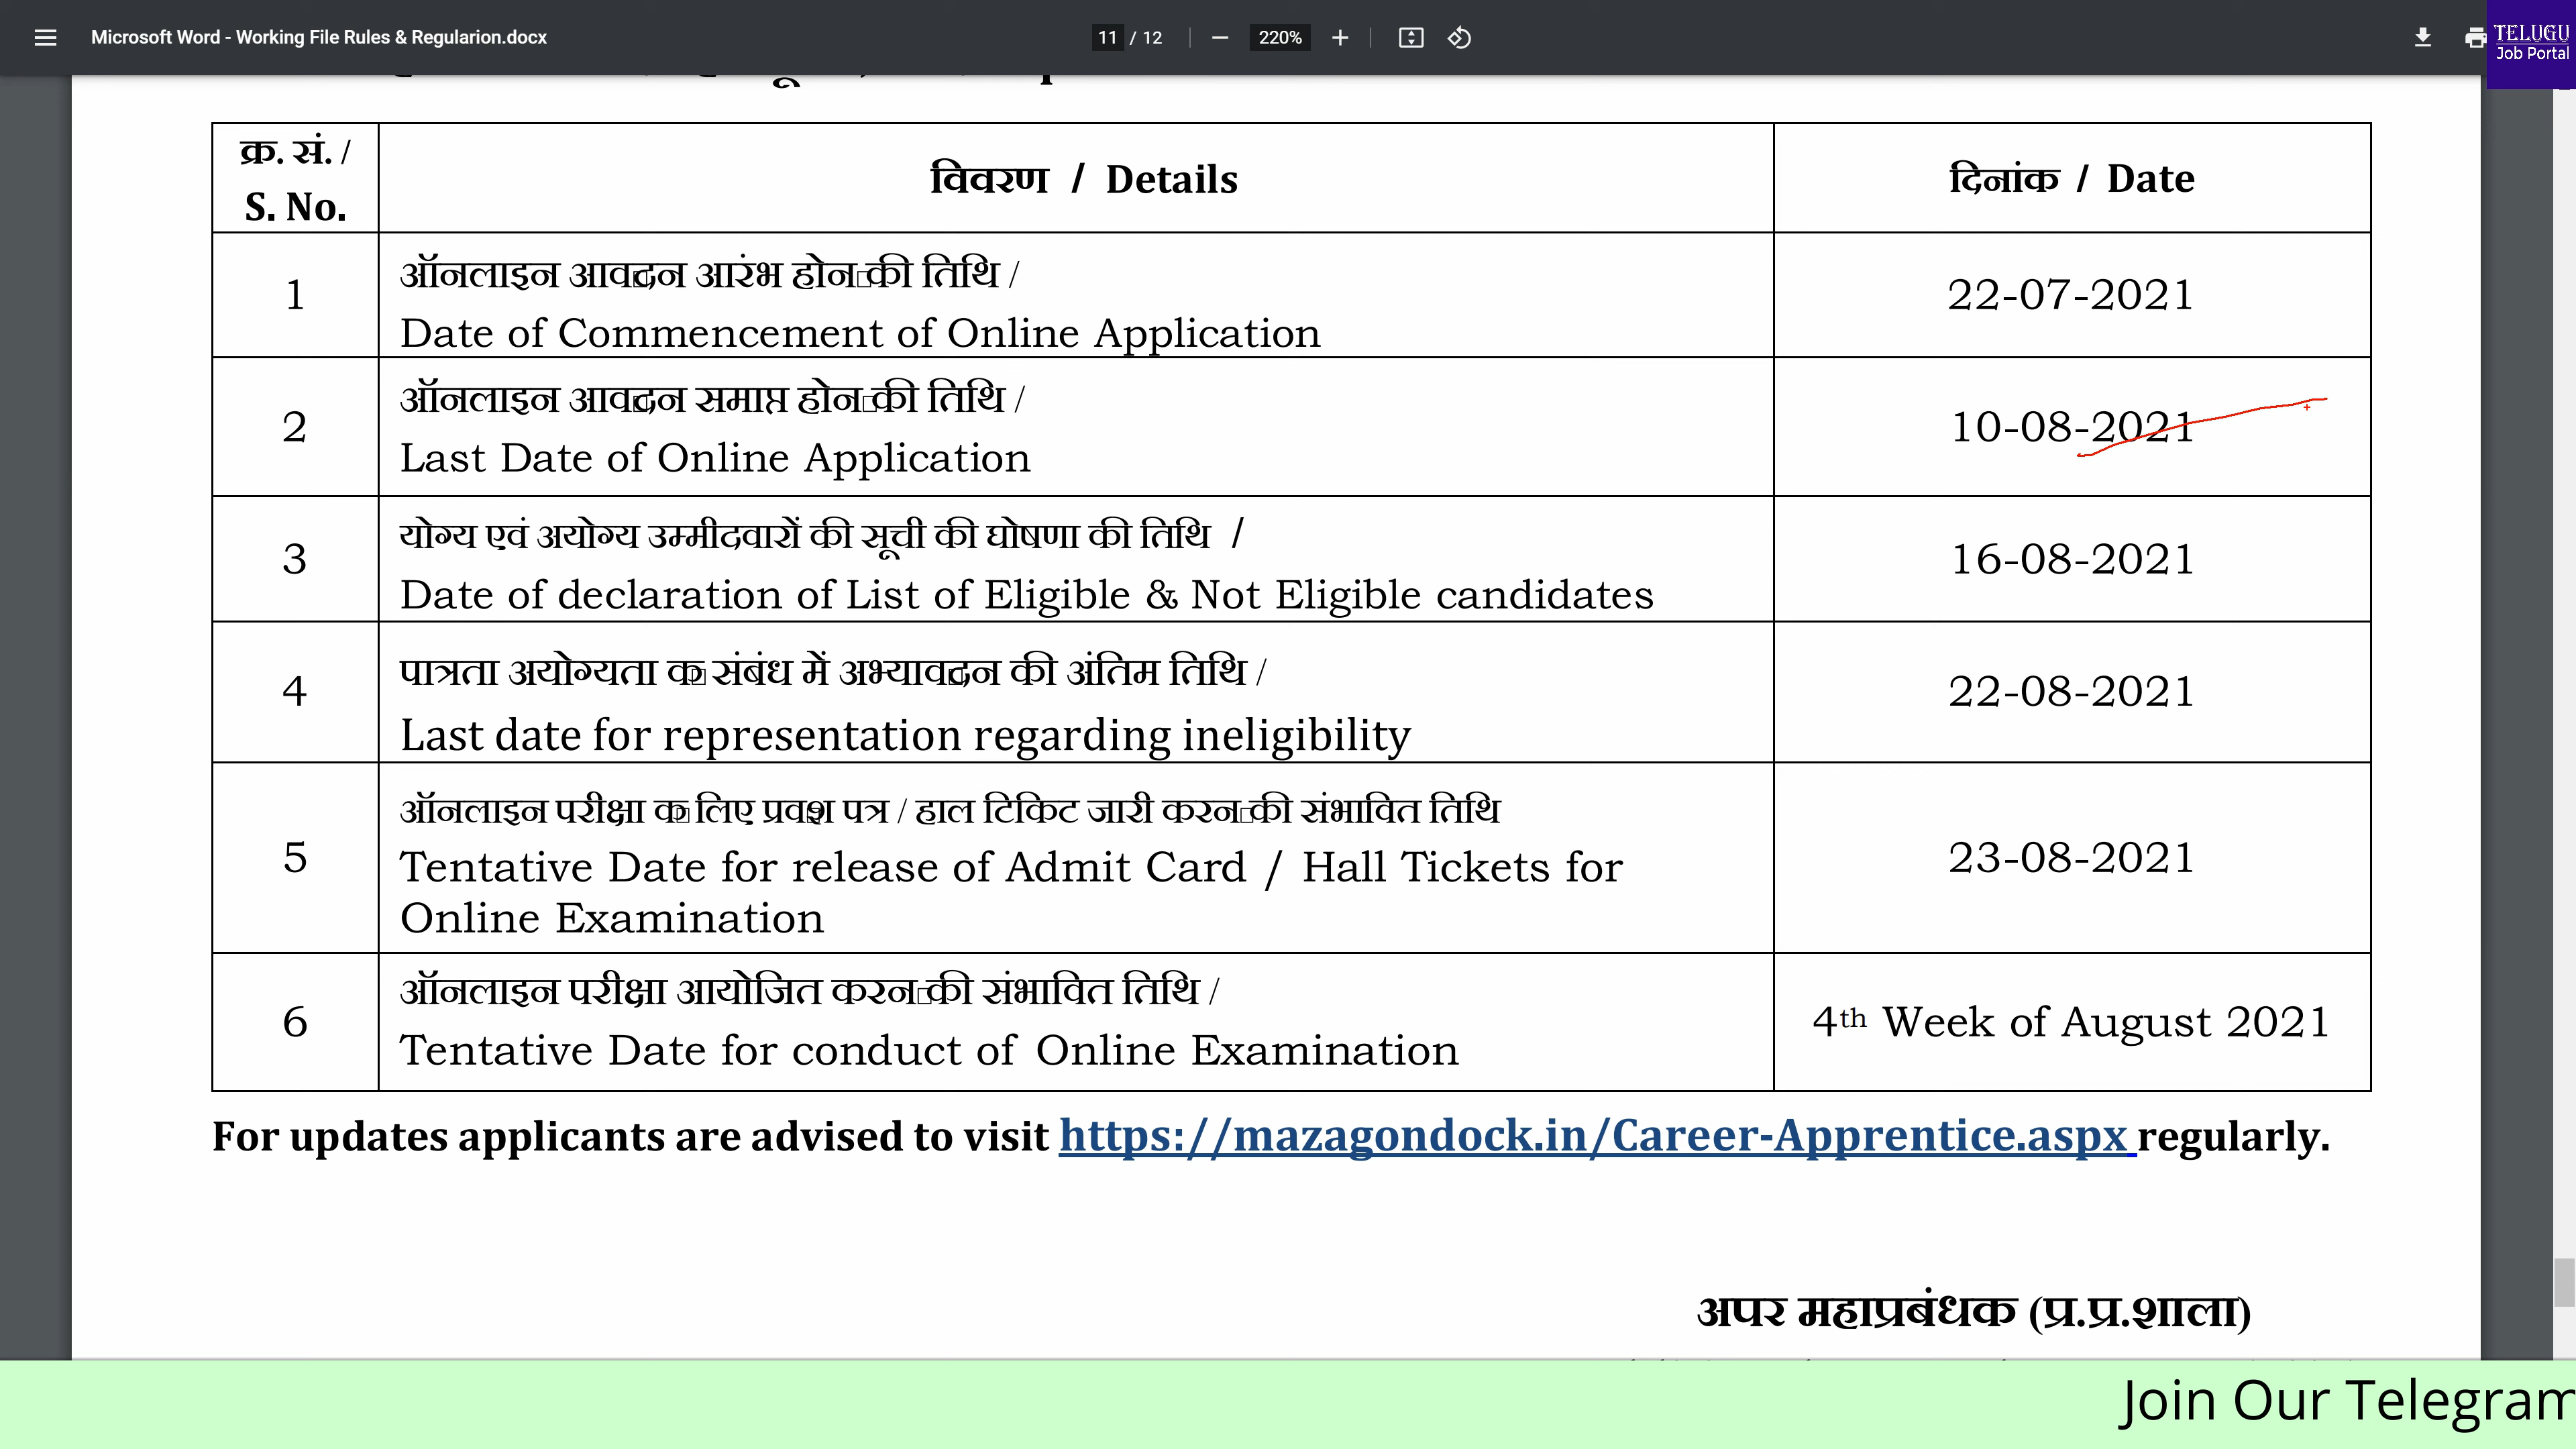 Microsoft Word - Working File Rules & Regularion.docx
11 / 12
220%
TELUGU
Job Portal
क्र. सं. /
S. No.
विवरण / Details
दिनांक / Date
1
ऑनलाइन आवेदन आरंभ होने की तिथि /
Date of Commencement of Online Application
22-07-2021
2
ऑनलाइन आवेदन समाप्त होने की तिथि /
Last Date of Online Application
10-08-2021
3
योग्य एवं अयोग्य उम्मीदवारों की सूची की घोषणा की तिथि /
Date of declaration of List of Eligible & Not Eligible candidates
16-08-2021
4
पात्रता अयोग्यता के संबंध में अभ्यावेदन की अंतिम तिथि /
Last date for representation regarding ineligibility
22-08-2021
5
ऑनलाइन परीक्षा के लिए प्रवेश पत्र / हाल टिकिट जारी करने की संभावित तिथि
Tentative Date for release of Admit Card / Hall Tickets for
Online Examination
23-08-2021
6
ऑनलाइन परीक्षा आयोजित करने की संभावित तिथि /
Tentative Date for conduct of Online Examination
4th Week of August 2021
For updates applicants are advised to visit https://mazagondock.in/Career-Apprentice.aspx regularly.
अपर महाप्रबंधक (प्र.प्र.शाला)
Join Our Telegram